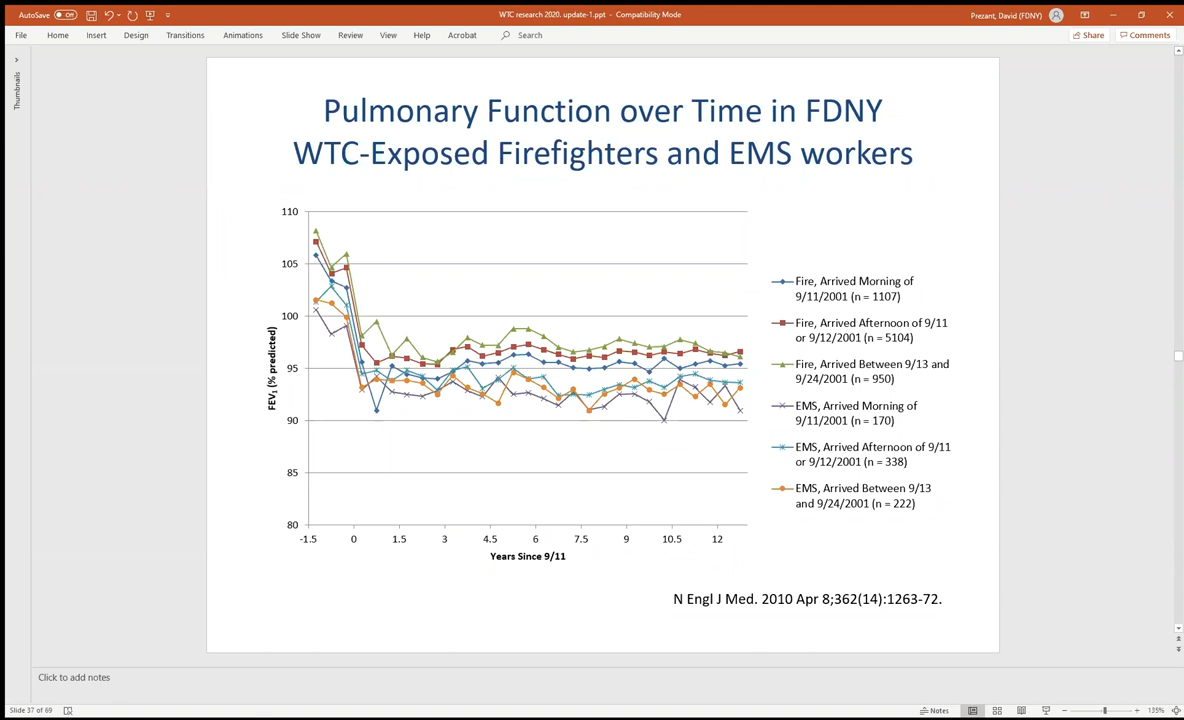 AutoSave Off
WTC research 2020. update-1.ppt - Compatibility Mode
Prezant, David (FDNY)
File Home Insert Design Transitions Animations Slide Show Review View Help Acrobat Search Share Comments
Thumbnails
Pulmonary Function over Time in FDNY
WTC-Exposed Firefighters and EMS workers
110
105
100
95
90
85
80
FEV1 (% predicted)
-1.5 0 1.5 3 4.5 6 7.5 9 10.5 12
Years Since 9/11
Fire, Arrived Morning of
9/11/2001 (n = 1107)
Fire, Arrived Afternoon of 9/11
or 9/12/2001 (n = 5104)
Fire, Arrived Between 9/13 and
9/24/2001 (n = 950)
EMS, Arrived Morning of
9/11/2001 (n = 170)
EMS, Arrived Afternoon of 9/11
or 9/12/2001 (n = 338)
EMS, Arrived Between 9/13
and 9/24/2001 (n = 222)
N Engl J Med. 2010 Apr 8;362(14):1263-72.
Click to add notes
Slide 37 of 69
Notes
135%